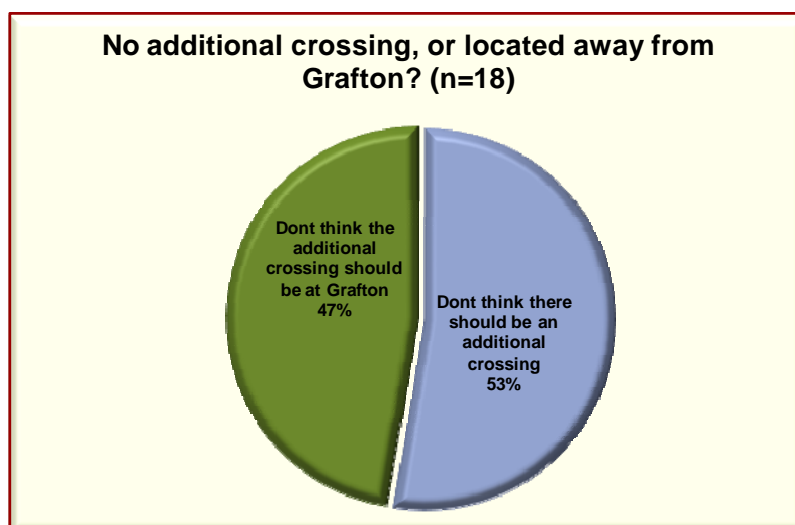 No additional crossing, or located away from
Grafton? (n=18)
Dont think the
additional
crossing should
be at Grafton
47%
Dont think there
should be an
additional
crossing
53%